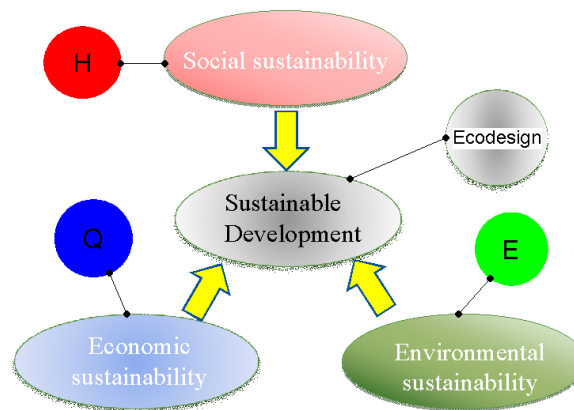 H
Social sustainability
Ecodesign
Sustainable
Development
Q
E
Economic
sustainability
Environmental
sustainability